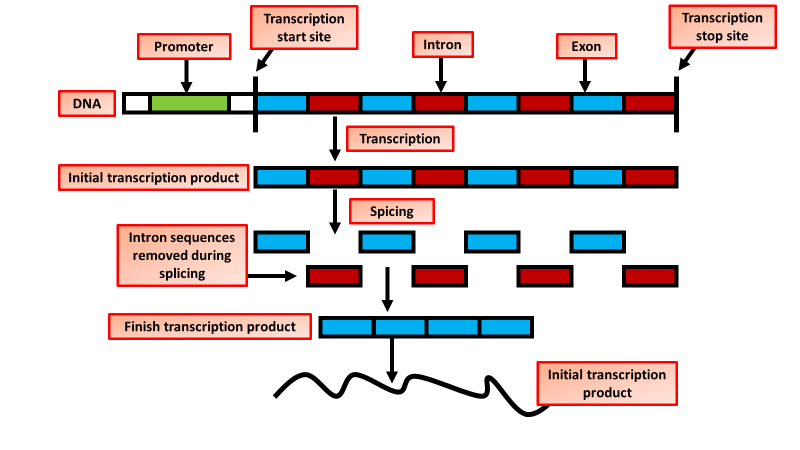 Transcription
start site
Transcription
stop site
Promoter
Intron
Exon
DNA
Transcription
Initial transcription product
Spicing
Intron sequences
removed during
splicing
Finish transcription product
Initial transcription
product